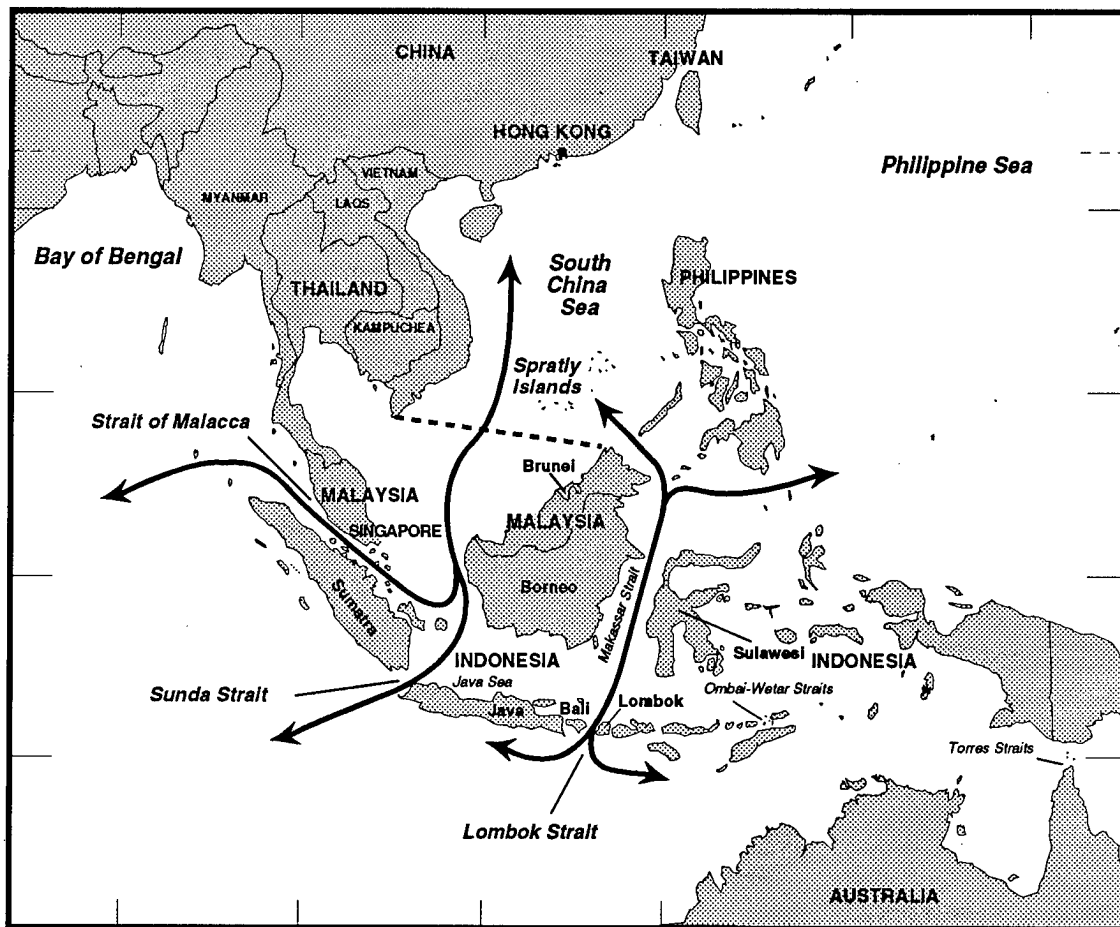 CHINA
TAIWAN
HONG KONG
Philippine Sea
VIETNAM
MYANMAR
LAOS
Bay of Bengal
South
China
Sea
PHILIPPINES
THAILAND
KAMPUCHEA
Spratly
Islands
Strait of Malacca
Brunei
MALAYSIA
MALAYSIA
SINGAPORE
Borneo
Sumatra
Makassar Strait
Sulawesi
INDONESIA
INDONESIA
Java Sea
Sunda Strait
Ombai-Wetar Straits
Lombok
Bali
Java
Torres Straits
Lombok Strait
AUSTRALIA